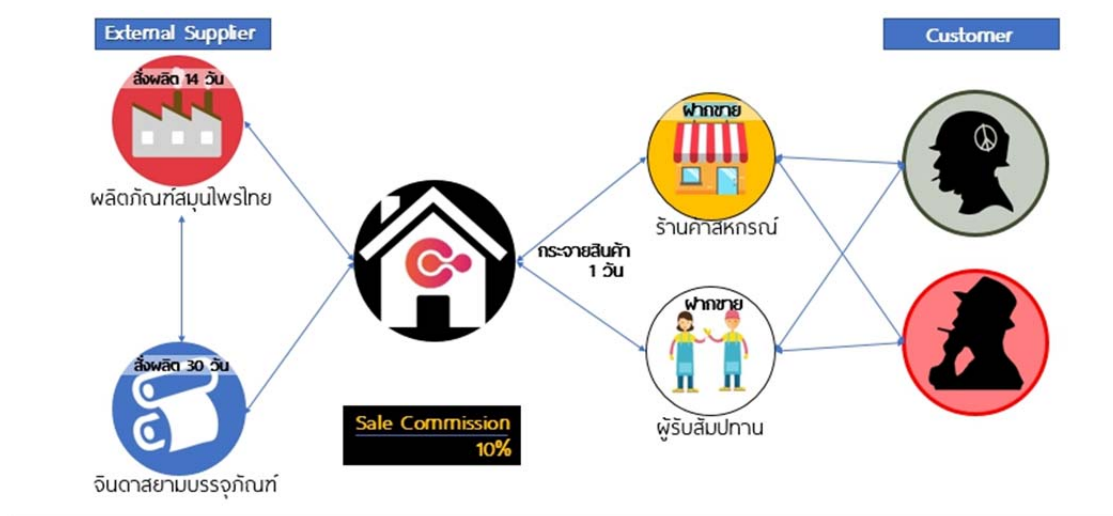 External Supplier
Customer
สั่งผลิต 14 วัน
ฝากขาย
ผลิตภัณฑ์สมุนไพรไทย
ร้านค้าสหกรณ์
กระจายสินค้า
1 วัน
ฝากขาย
สั่งผลิต 30 วัน
Sale Commission
10%
ผู้รับสัมปทาน
จินดาสยามบรรจุภัณฑ์